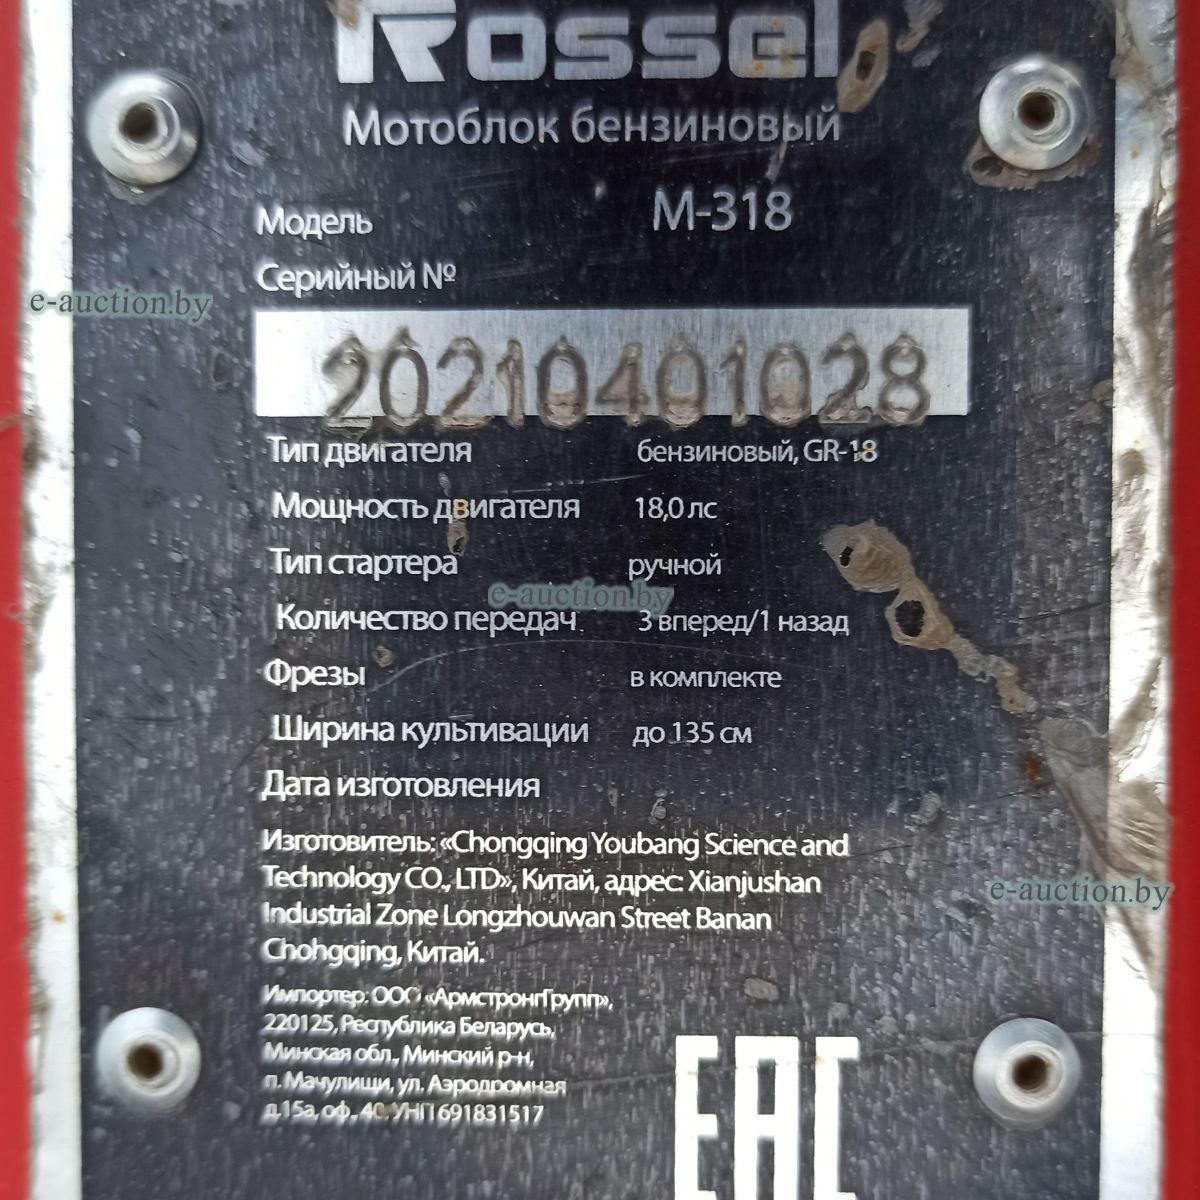 Rossel
Мотоблок бензиновый
Модель M-318
Серийный №
e-auction.by
20210401028
Тип двигателя бензиновый, GR-18
Мощность двигателя 18,0 лс
Тип стартера ручной
e-auction.by
Количество передач 3 вперед/1 назад
Фрезы в комплекте
Ширина культивации до 135 см
Дата изготовления
Изготовитель: «Chongqing Youbang Science and
Technology CO., LTD», Китай, адрес: Xianjushan
e-auction.by
Industrial Zone Longzhouwan Street Banan
Chohgqing, Китай.
Импортер: ООО «АрмстронгГрупп»,
220125, Республика Беларусь,
Минская обл., Минский р-н,
п. Мачулищи, ул. Аэродромная
д.15а, оф., 40, УНП 691831517
EAC